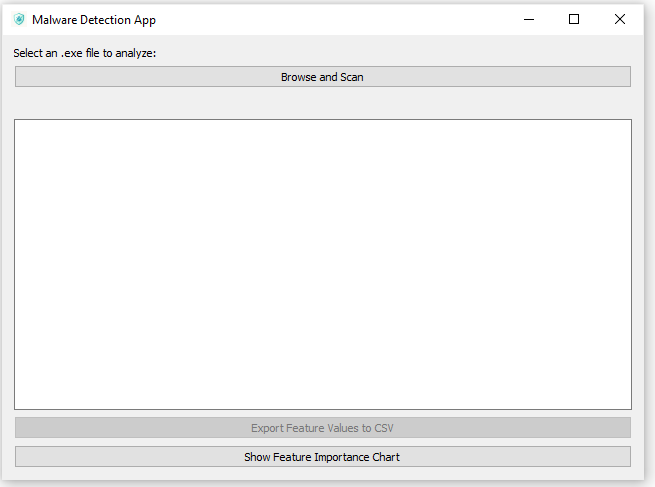 Malware Detection App
Select an .exe file to analyze:
Browse and Scan
Export Feature Values to CSV
Show Feature Importance Chart